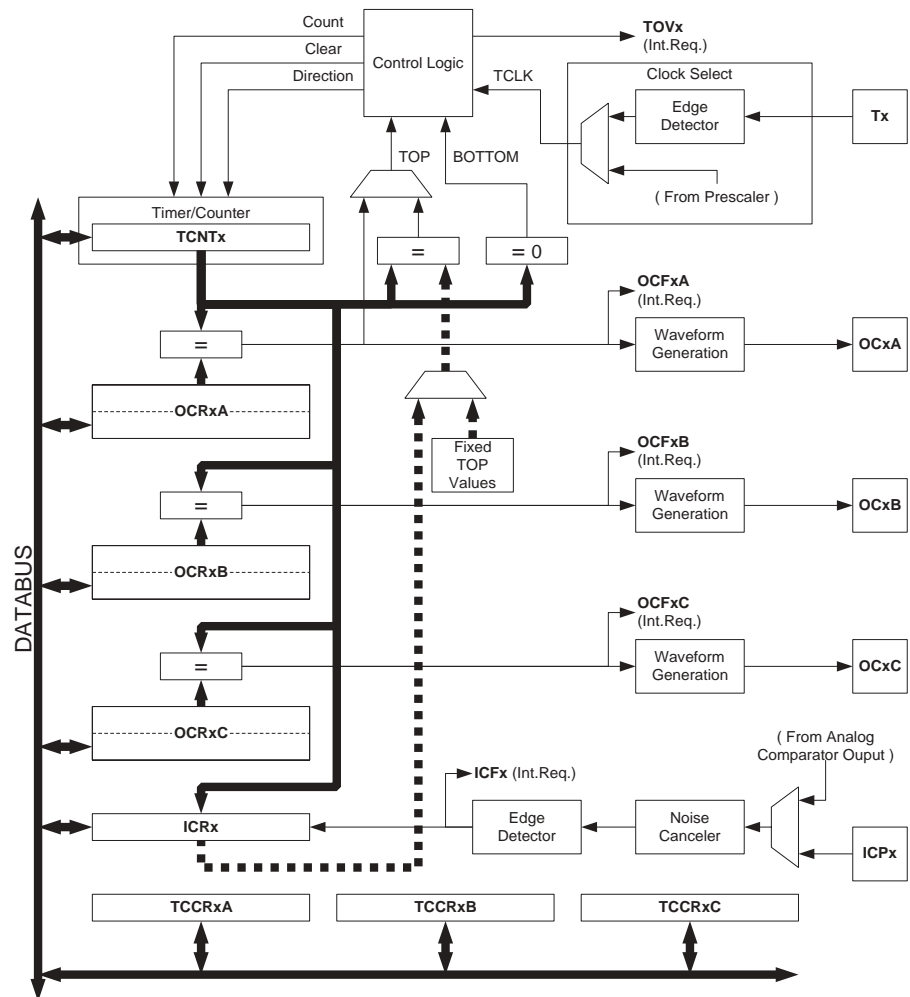 Count
Clear
Direction
Control Logic
TOVx
(Int.Req.)
TCLK
Clock Select
Edge
Detector
Tx
( From Prescaler )
TOP
BOTTOM
Timer/Counter
TCNTx
=
= 0
=
OCRxA
OCFxA
(Int.Req.)
Waveform
Generation
OCxA
Fixed
TOP
Values
=
OCRxB
OCFxB
(Int.Req.)
Waveform
Generation
OCxB
DATABUS
=
OCRxC
OCFxC
(Int.Req.)
Waveform
Generation
OCxC
( From Analog
Comparator Ouput )
ICFx (Int.Req.)
ICRx
Edge
Detector
Noise
Canceler
ICPx
TCCRxA
TCCRxB
TCCRxC